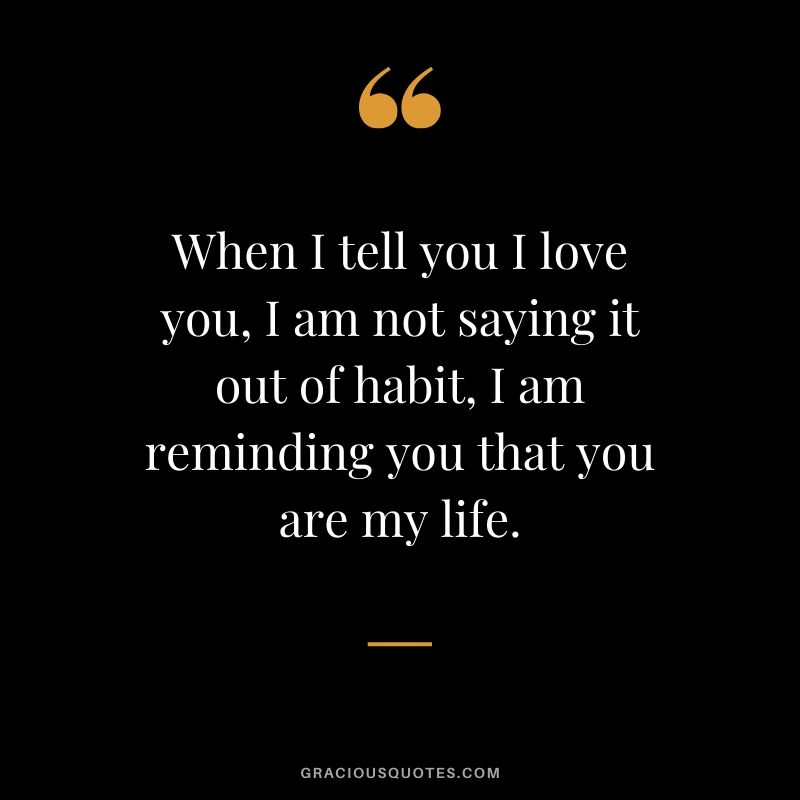 “
When I tell you I love
you, I am not saying it
out of habit, I am
reminding you that you
are my life.
GRACIOUSQUOTES.COM